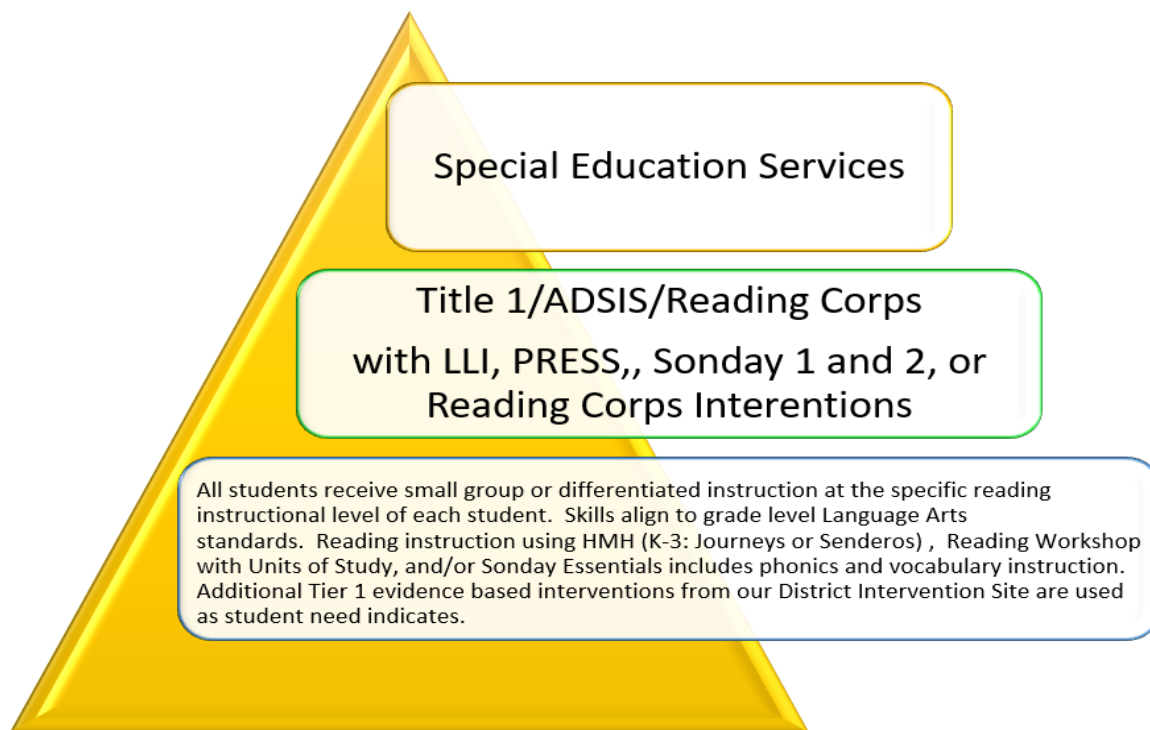 Special Education Services
Title 1/ADSIS/Reading Corps
with LLI, PRESS,, Sonday 1 and 2, or
Reading Corps Interentions
All students receive small group or differentiated instruction at the specific reading
instructional level of each student.  Skills align to grade level Language Arts
standards.  Reading instruction using HMH (K-3: Journeys or Senderos) ,  Reading Workshop
with Units of Study, and/or Sonday Essentials includes phonics and vocabulary instruction.
Additional Tier 1 evidence based interventions from our District Intervention Site are used
as student need indicates.